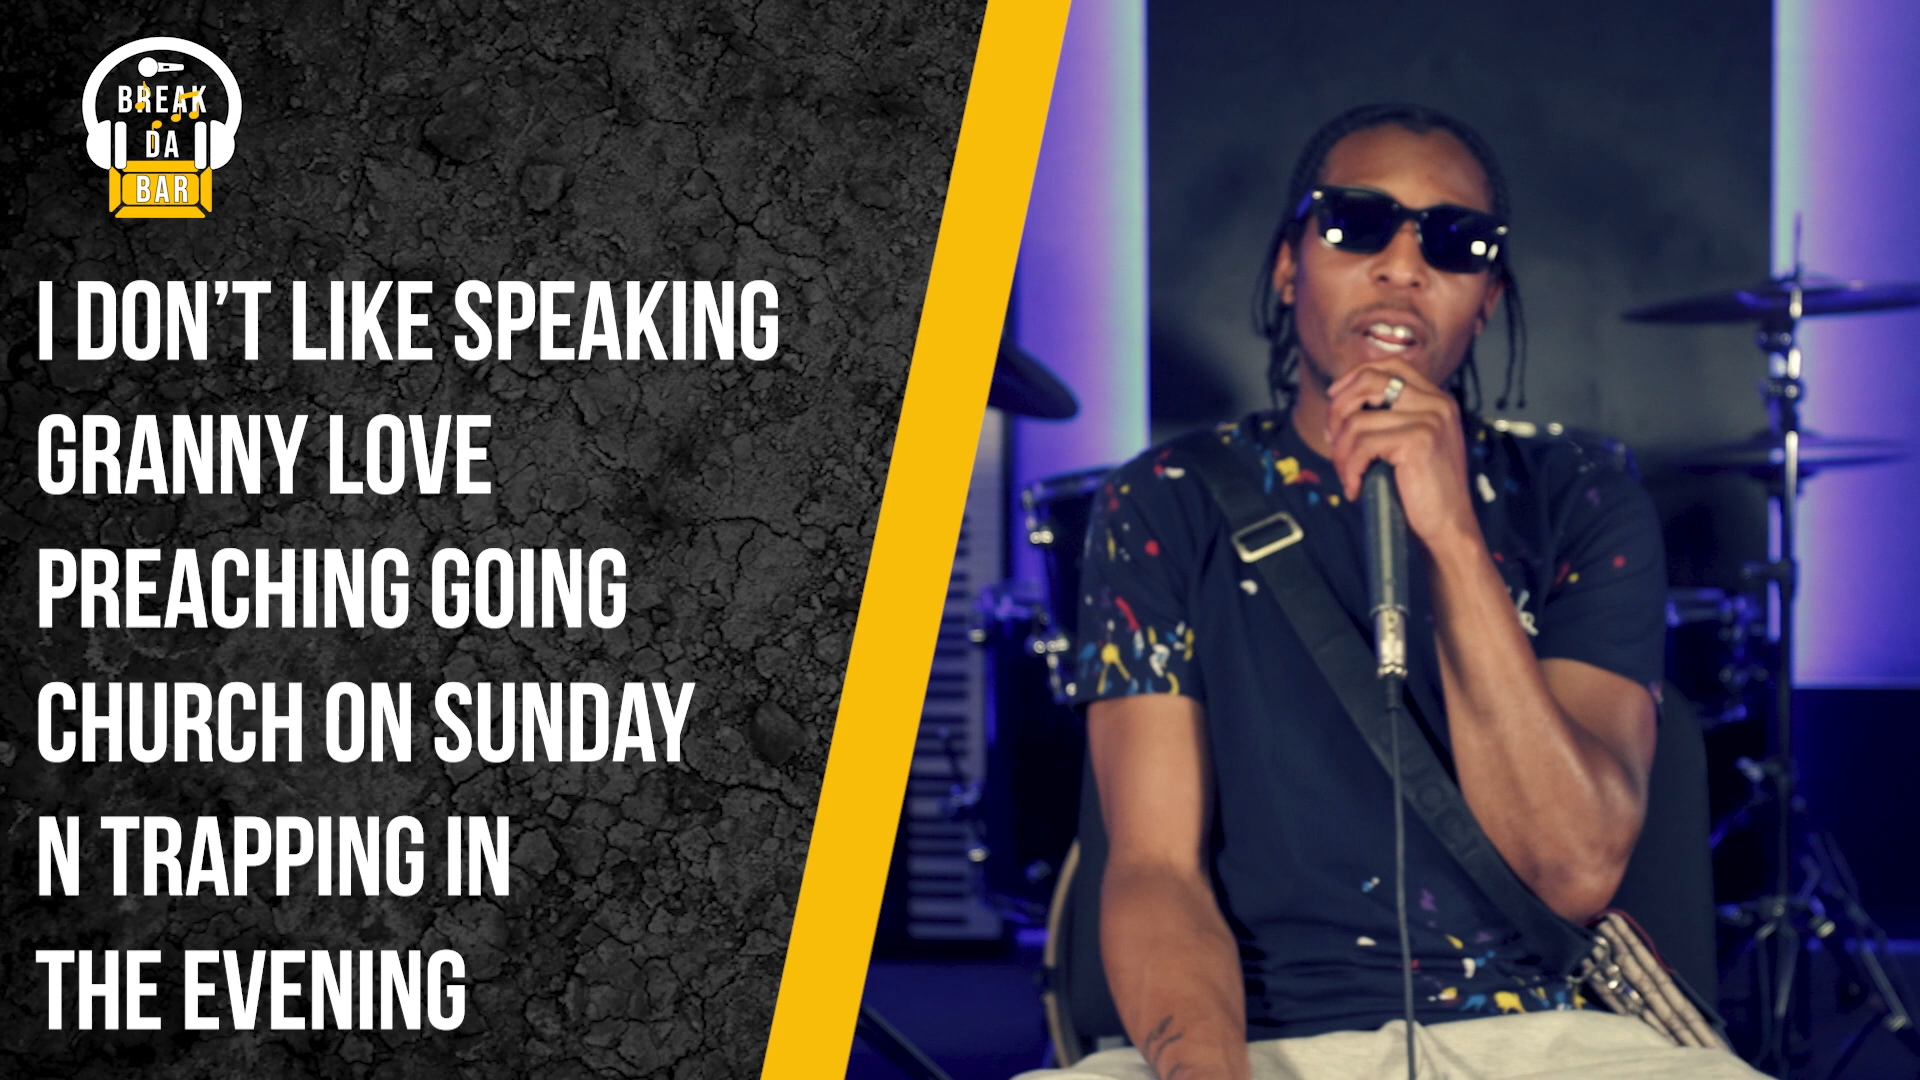 BREAK
DA
BAR
I DON'T LIKE SPEAKING
GRANNY LOVE
PREACHING GOING
CHURCH ON SUNDAY
N TRAPPING IN
THE EVENING